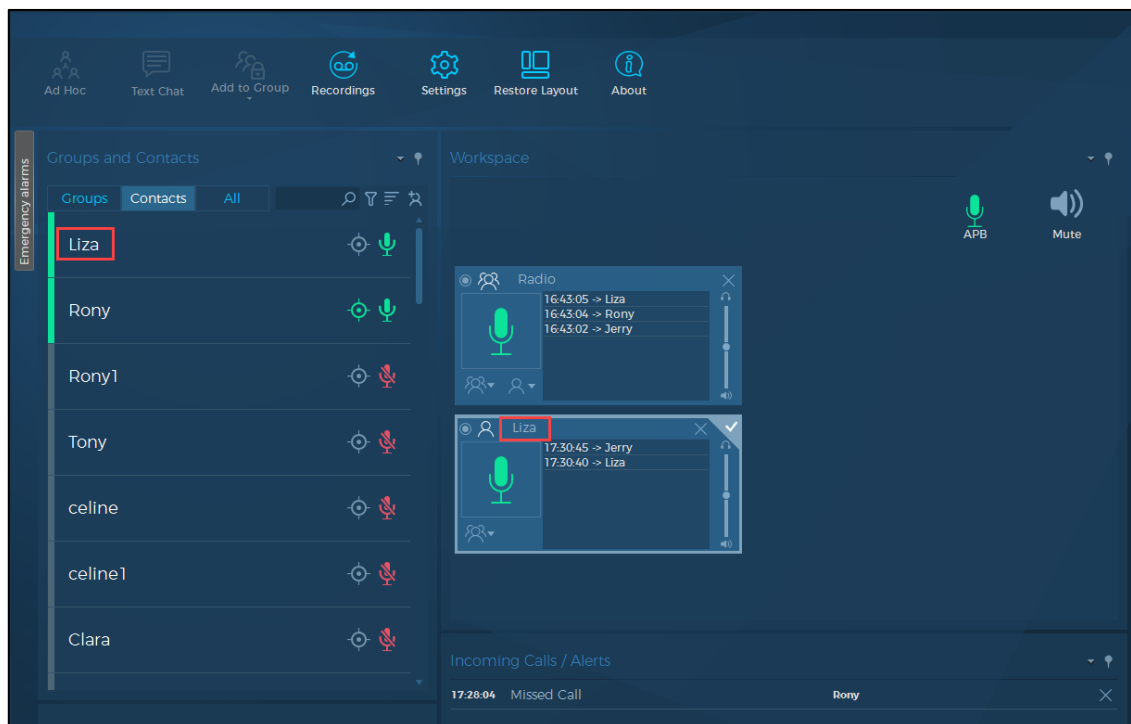 Ad Hoc
Text Chat
Add to Group
Recordings
Settings
Restore Layout
About
Emergency alarms
Groups and Contacts
Groups
Contacts
All
Liza
Rony
Rony1
Tony
celine
celine1
Clara
Workspace
APB
Mute
Radio
16:43:05 -> Liza
16:43:04 -> Rony
16:43:02 -> Jerry
Liza
17:30:45 -> Jerry
17:30:40 -> Liza
Incoming Calls / Alerts
17:28:04 Missed Call Rony